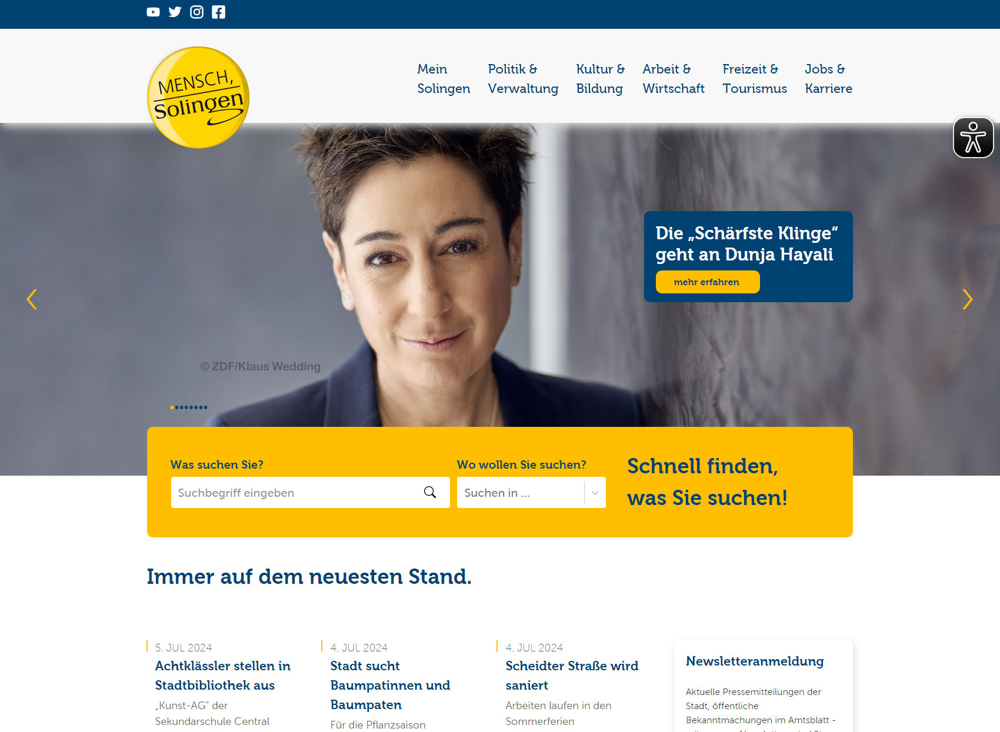 MENSCH,
Solingen
Mein
Solingen
Politik &
Verwaltung
Kultur &
Bildung
Arbeit &
Wirtschaft
Freizeit &
Tourismus
Jobs &
Karriere
Die „Schärfste Klinge“
geht an Dunja Hayali
mehr erfahren
© ZDF/Klaus Wedding
Was suchen Sie?
Suchbegriff eingeben
Wo wollen Sie suchen?
Suchen in ...
Schnell finden,
was Sie suchen!
Immer auf dem neuesten Stand.
5. JUL 2024
Achtklässler stellen in
Stadtbibliothek aus
„Kunst-AG“ der
Sekundarschule Central
4. JUL 2024
Stadt sucht
Baumpatinnen und
Baumpaten
Für die Pflanzsaison
4. JUL 2024
Scheidter Straße wird
saniert
Arbeiten laufen in den
Sommerferien
Newsletteranmeldung
Aktuelle Pressemitteilungen der
Stadt, öffentliche
Bekanntmachungen im Amtsblatt -